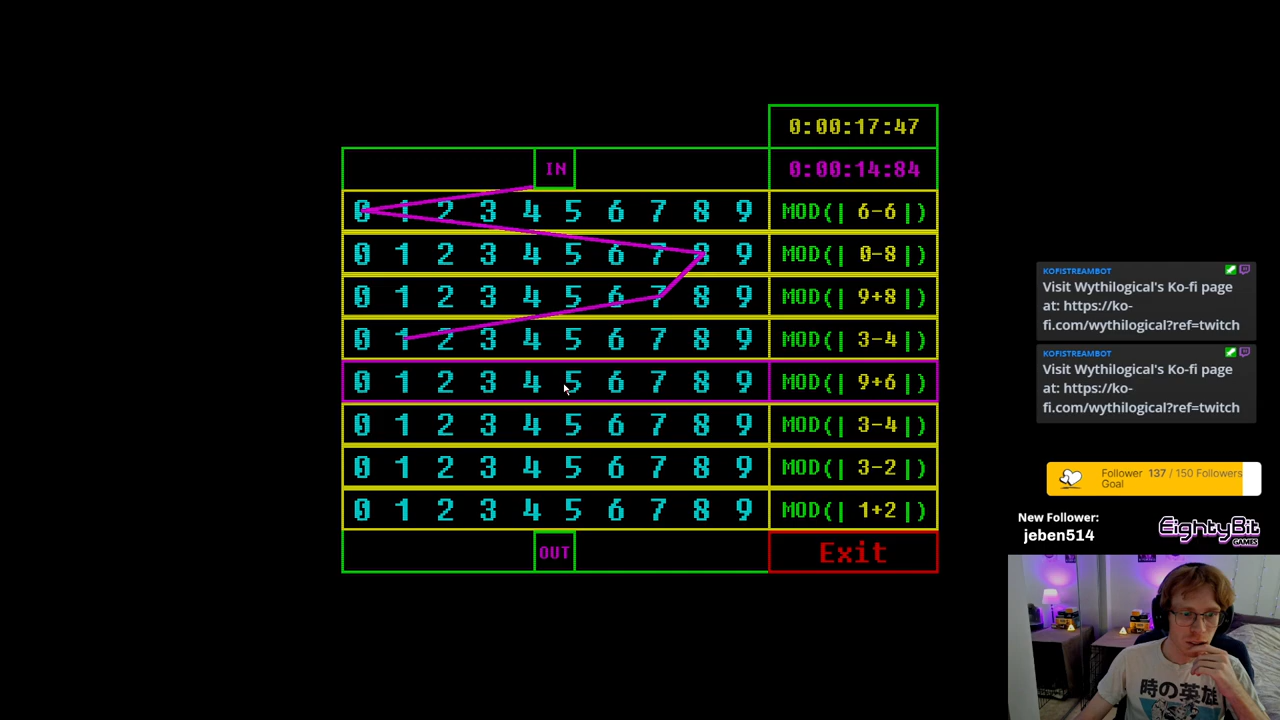 0:00:17:47
IN
0:00:14:84
0 1 2 3 4 5 6 7 8 9 MOD(| 6-6 |)
0 1 2 3 4 5 6 7 8 9 MOD(| 0-8 |)
0 1 2 3 4 5 6 7 8 9 MOD(| 9+8 |)
0 1 2 3 4 5 6 7 8 9 MOD(| 3-4 |)
0 1 2 3 4 5 6 7 8 9 MOD(| 9+6 |)
0 1 2 3 4 5 6 7 8 9 MOD(| 3-4 |)
0 1 2 3 4 5 6 7 8 9 MOD(| 3-2 |)
0 1 2 3 4 5 6 7 8 9 MOD(| 1+2 |)
OUT
Exit
KOFISTREAMBOT
Visit Wythilogical's Ko-fi page
at: https://ko-
fi.com/wythilogical?ref=twitch
KOFISTREAMBOT
Visit Wythilogical's Ko-fi page
at: https://ko-
fi.com/wythilogical?ref=twitch
Follower 137 / 150 Followers
Goal
New Follower:
jeben514
EIGHTYBIT
GAMES
時の英雄